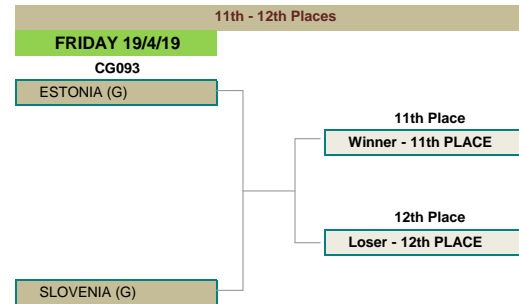 11th - 12th Places
FRIDAY 19/4/19
CG093
ESTONIA (G)
11th Place
Winner - 11th PLACE
12th Place
Loser - 12th PLACE
SLOVENIA (G)